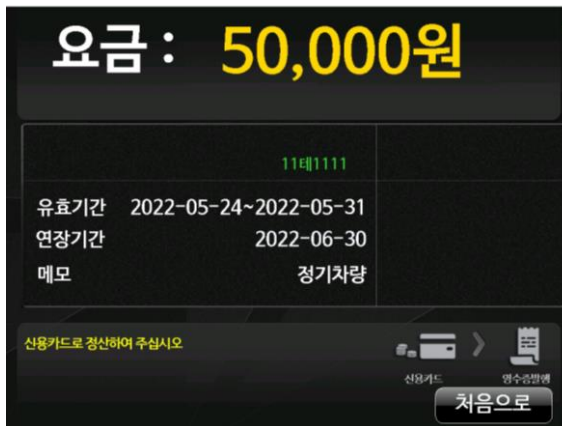 요금 : 50,000원
11테1111
유효기간 2022-05-24~2022-05-31
연장기간 2022-06-30
메모 정기차량
신용카드로 정산하여 주십시오
신용카드 영수증발행
처음으로